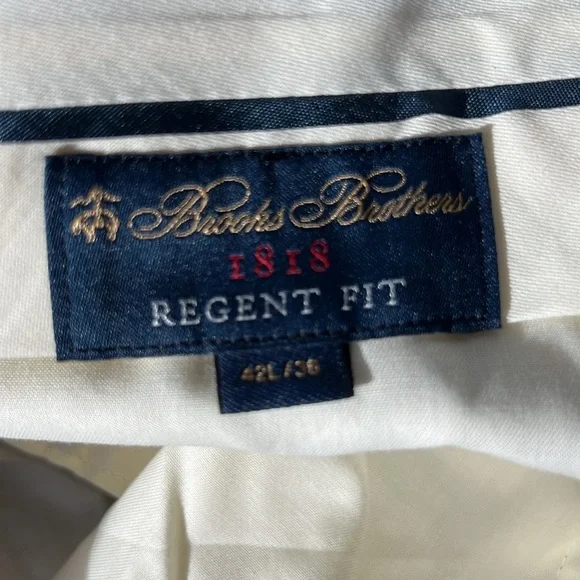 Brooks Brothers
1818
REGENT FIT
42L/36